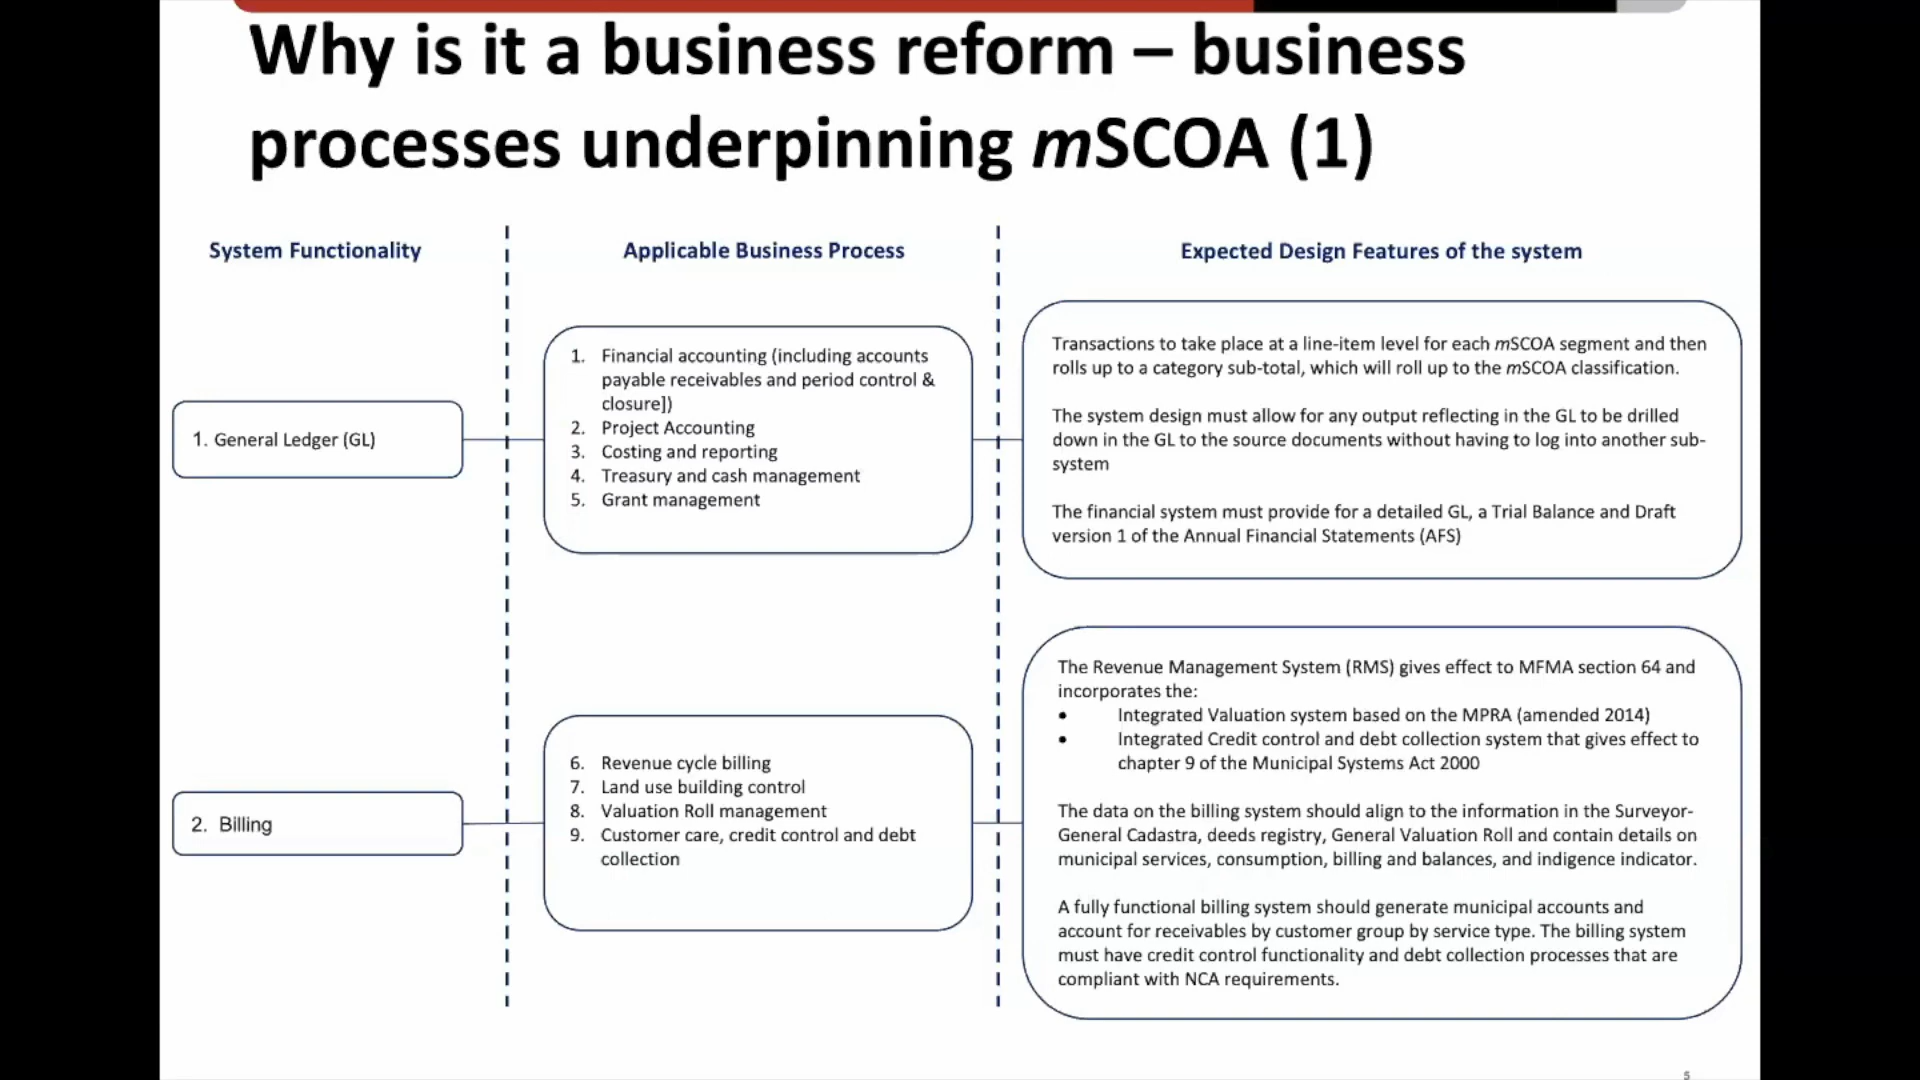 Why is it a business reform – business
processes underpinning mSCOA (1)
System Functionality
Applicable Business Process
Expected Design Features of the system
1. General Ledger (GL)
1. Financial accounting (including accounts
payable receivables and period control &
closure])
2. Project Accounting
3. Costing and reporting
4. Treasury and cash management
5. Grant management
Transactions to take place at a line-item level for each mSCOA segment and then
rolls up to a category sub-total, which will roll up to the mSCOA classification.
The system design must allow for any output reflecting in the GL to be drilled
down in the GL to the source documents without having to log into another sub-
system
The financial system must provide for a detailed GL, a Trial Balance and Draft
version 1 of the Annual Financial Statements (AFS)
2. Billing
6. Revenue cycle billing
7. Land use building control
8. Valuation Roll management
9. Customer care, credit control and debt
collection
The Revenue Management System (RMS) gives effect to MFMA section 64 and
incorporates the:
• Integrated Valuation system based on the MPRA (amended 2014)
• Integrated Credit control and debt collection system that gives effect to
chapter 9 of the Municipal Systems Act 2000
The data on the billing system should align to the information in the Surveyor-
General Cadastra, deeds registry, General Valuation Roll and contain details on
municipal services, consumption, billing and balances, and indigence indicator.
A fully functional billing system should generate municipal accounts and
account for receivables by customer group by service type. The billing system
must have credit control functionality and debt collection processes that are
compliant with NCA requirements.
5